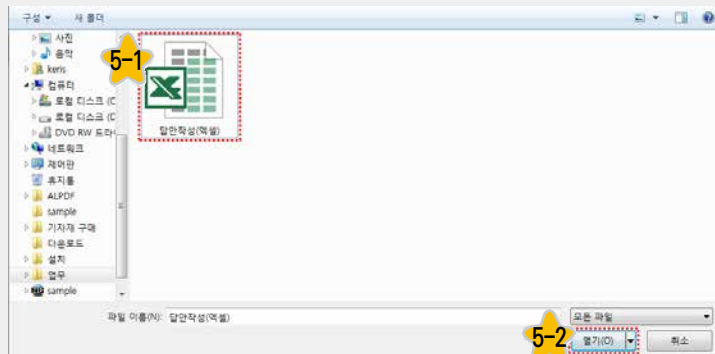 구성 새 폴더
사진
음악
keris
컴퓨터
로컬 디스크 (C
로컬 디스크 (D
DVD RW 드라이
네트워크
제어판
휴지통
ALPDF
sample
기자재 구매
다운로드
설치
업무
sample
5-1
답안작성(엑셀)
파일 이름(N): 답안작성(엑셀)
모든 파일
5-2
열기(O)
취소